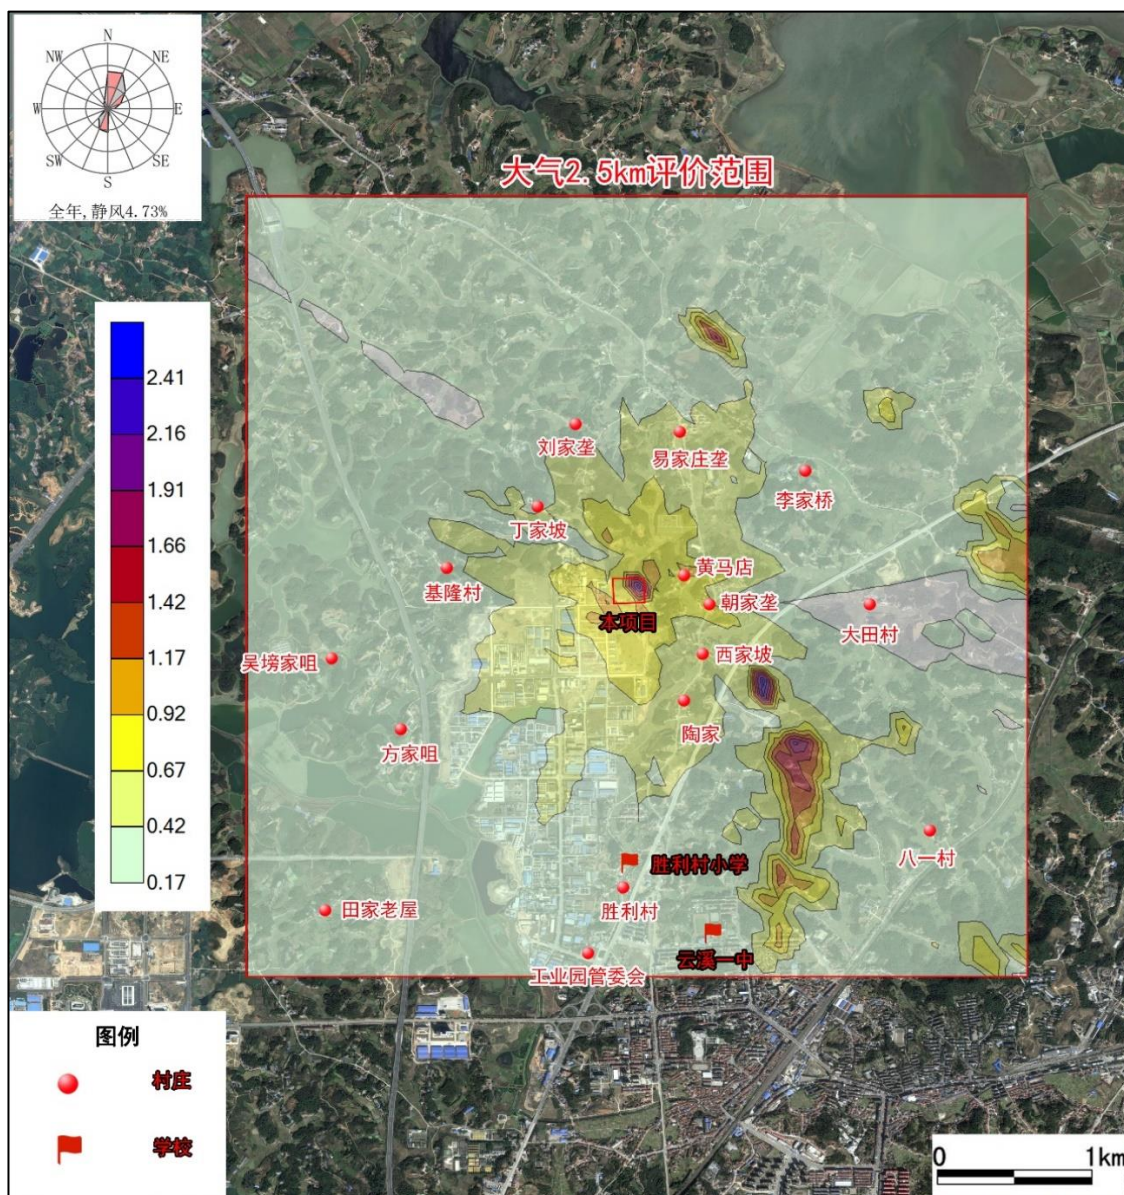 N
NW
NE
W
E
SW
SE
S
全年,静风4.73%
大气2.5km评价范围
2.41
2.16
1.91
1.66
1.42
1.17
0.92
0.67
0.42
0.17
刘家垄
易家庄垄
李家桥
丁家坡
黄马店
基隆村
朝家垄
大田村
本项目
西家坡
吴塝家咀
陶家
方家咀
八一村
胜利村小学
田家老屋
胜利村
云溪一中
工业园管委会
图例
村庄
学校
0
1km